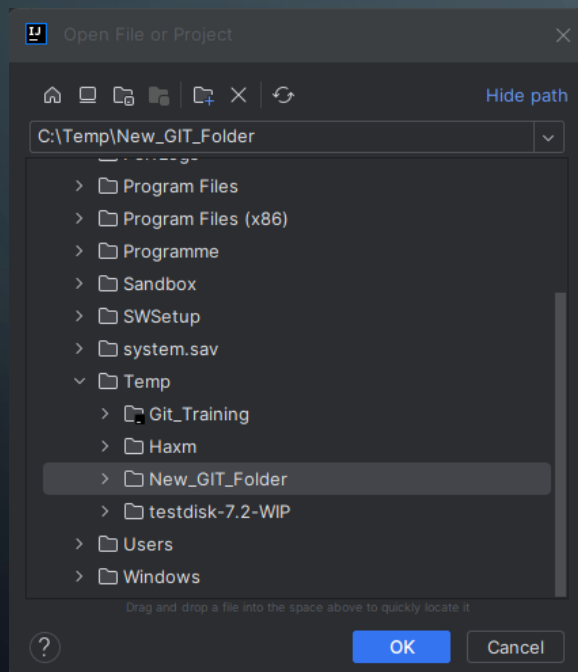 IJ
Open File or Project
Hide path
C:\Temp\New_GIT_Folder
Program Files
Program Files (x86)
Programme
Sandbox
SWSetup
system.sav
Temp
Git_Training
Haxm
New_GIT_Folder
testdisk-7.2-WIP
Users
Windows
Drag and drop a file into the space above to quickly locate it
? OK Cancel